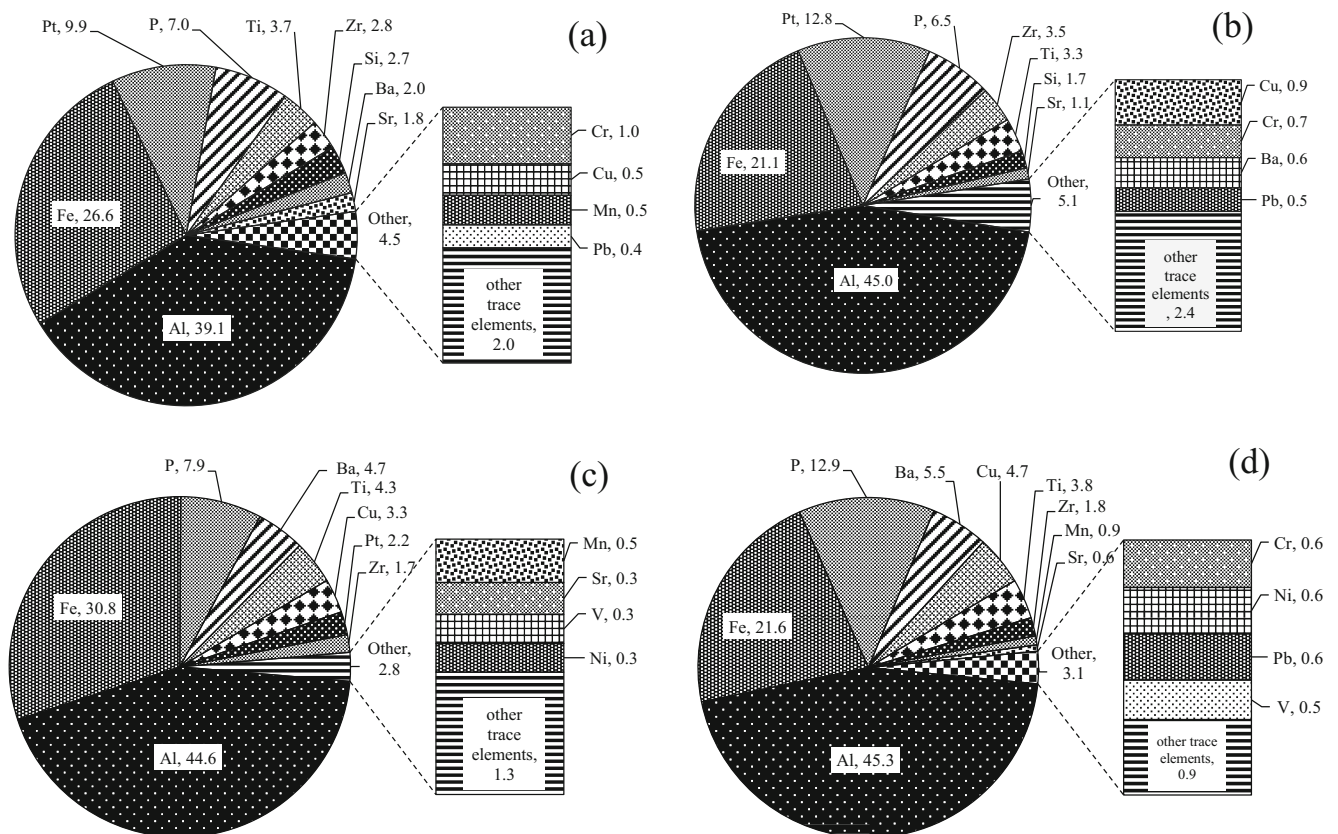 (a)
Pt, 9.9
P, 7.0
Ti, 3.7
Zr, 2.8
Si, 2.7
Ba, 2.0
Sr, 1.8
Fe, 26.6
Al, 39.1
Other,
4.5
Cr, 1.0
Cu, 0.5
Mn, 0.5
Pb, 0.4
other
trace
elements,
2.0
(b)
Pt, 12.8
P, 6.5
Zr, 3.5
Ti, 3.3
Si, 1.7
Sr, 1.1
Fe, 21.1
Al, 45.0
Other,
5.1
Cu, 0.9
Cr, 0.7
Ba, 0.6
Pb, 0.5
other
trace
elements
, 2.4
(c)
P, 7.9
Ba, 4.7
Ti, 4.3
Cu, 3.3
Pt, 2.2
Zr, 1.7
Fe, 30.8
Al, 44.6
Other,
2.8
Mn, 0.5
Sr, 0.3
V, 0.3
Ni, 0.3
other
trace
elements,
1.3
(d)
P, 12.9
Ba, 5.5
Cu, 4.7
Ti, 3.8
Zr, 1.8
Mn, 0.9
Sr, 0.6
Fe, 21.6
Al, 45.3
Other,
3.1
Cr, 0.6
Ni, 0.6
Pb, 0.6
V, 0.5
other trace
elements,
0.9